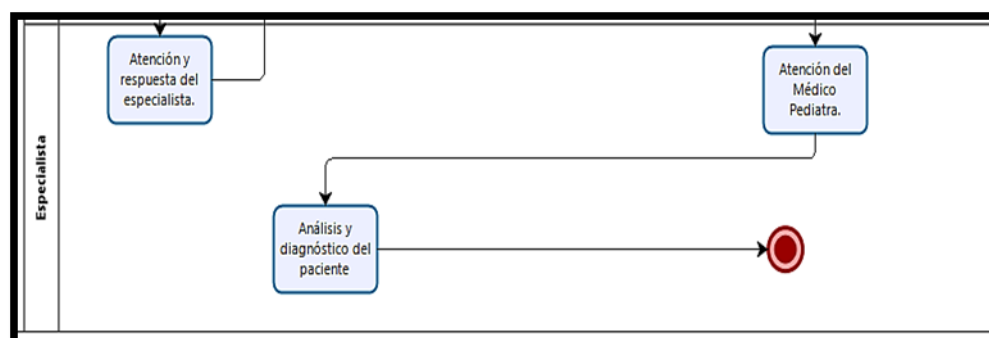 Especialista
Atención y
respuesta del
especialista.
Atención del
Médico
Pediatra.
Análisis y
diagnóstico del
paciente